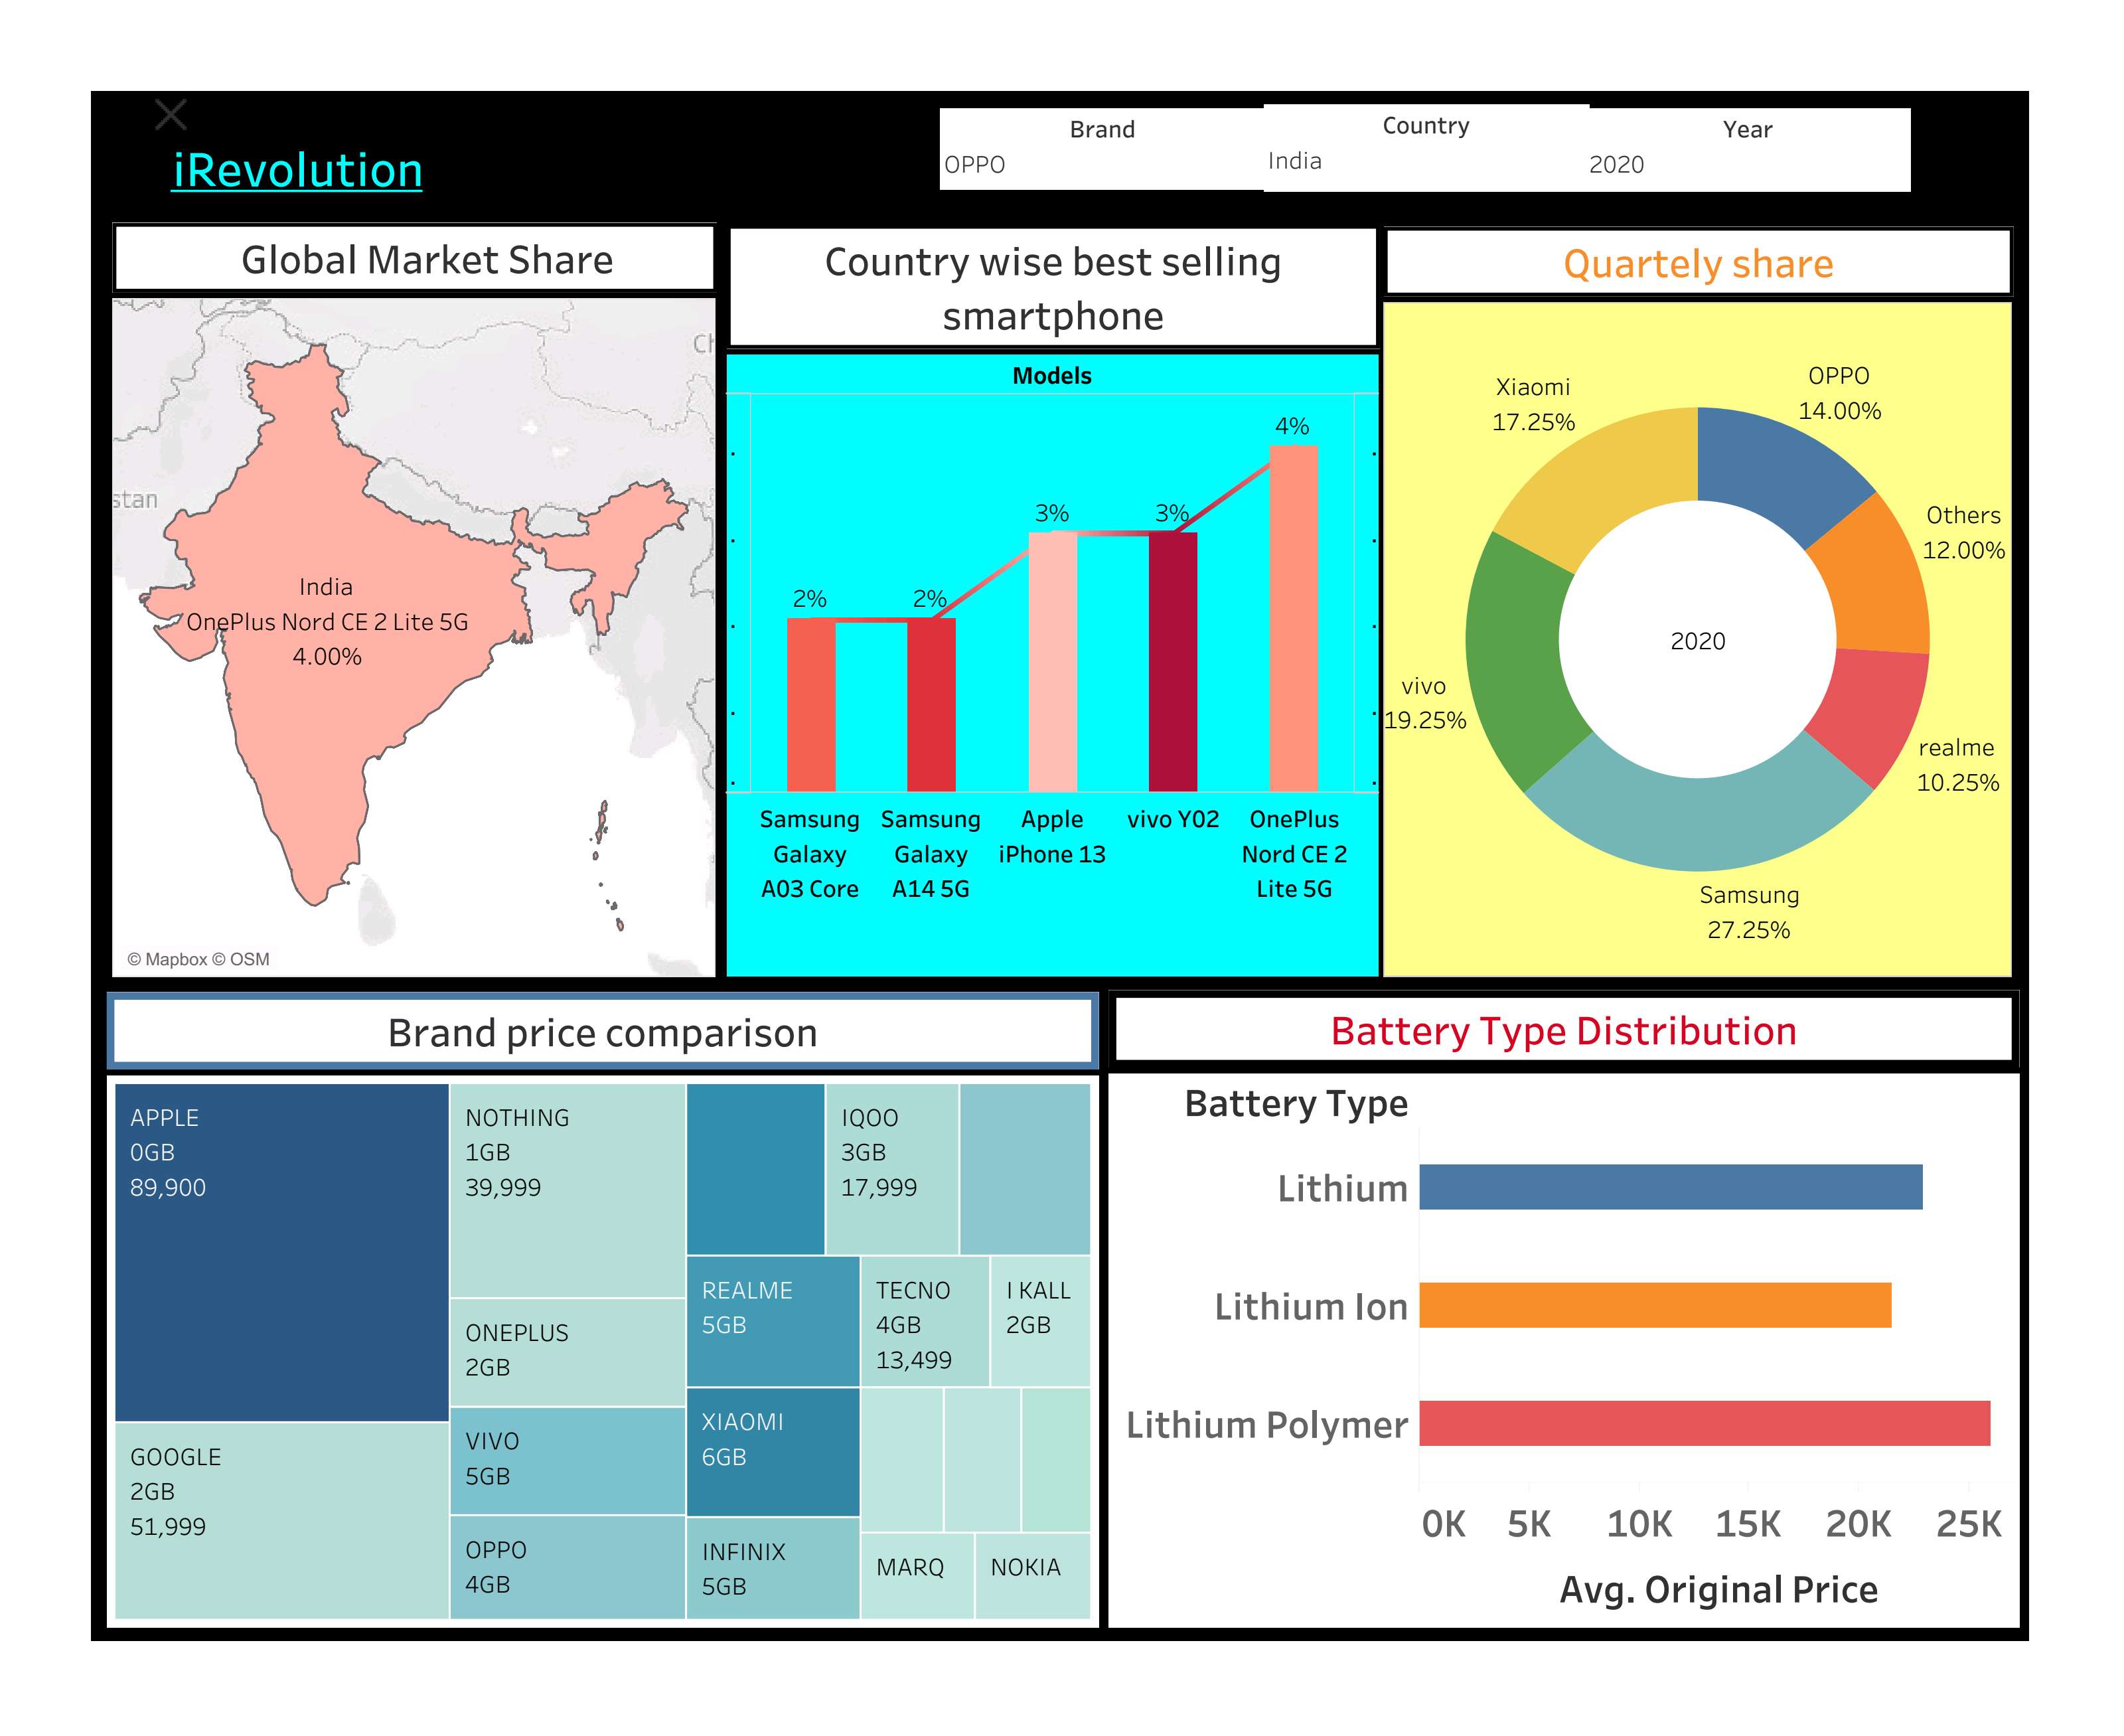 iRevolution
Brand
OPPO
Country
India
Year
2020
Global Market Share
India
OnePlus Nord CE 2 Lite 5G
4.00%
stan
Ch
© Mapbox © OSM
Country wise best selling
smartphone
Models
2%
2%
3%
3%
4%
Samsung
Galaxy
A03 Core
Samsung
Galaxy
A14 5G
Apple
iPhone 13
vivo Y02
OnePlus
Nord CE 2
Lite 5G
Quartely share
Xiaomi
17.25%
OPPO
14.00%
Others
12.00%
2020
vivo
19.25%
realme
10.25%
Samsung
27.25%
Brand price comparison
APPLE
0GB
89,900
GOOGLE
2GB
51,999
NOTHING
1GB
39,999
ONEPLUS
2GB
VIVO
5GB
OPPO
4GB
IQOO
3GB
17,999
REALME
5GB
TECNO
4GB
13,499
I KALL
2GB
XIAOMI
6GB
INFINIX
5GB
MARQ
NOKIA
Battery Type Distribution
Battery Type
Lithium
Lithium Ion
Lithium Polymer
0K 5K 10K 15K 20K 25K
Avg. Original Price